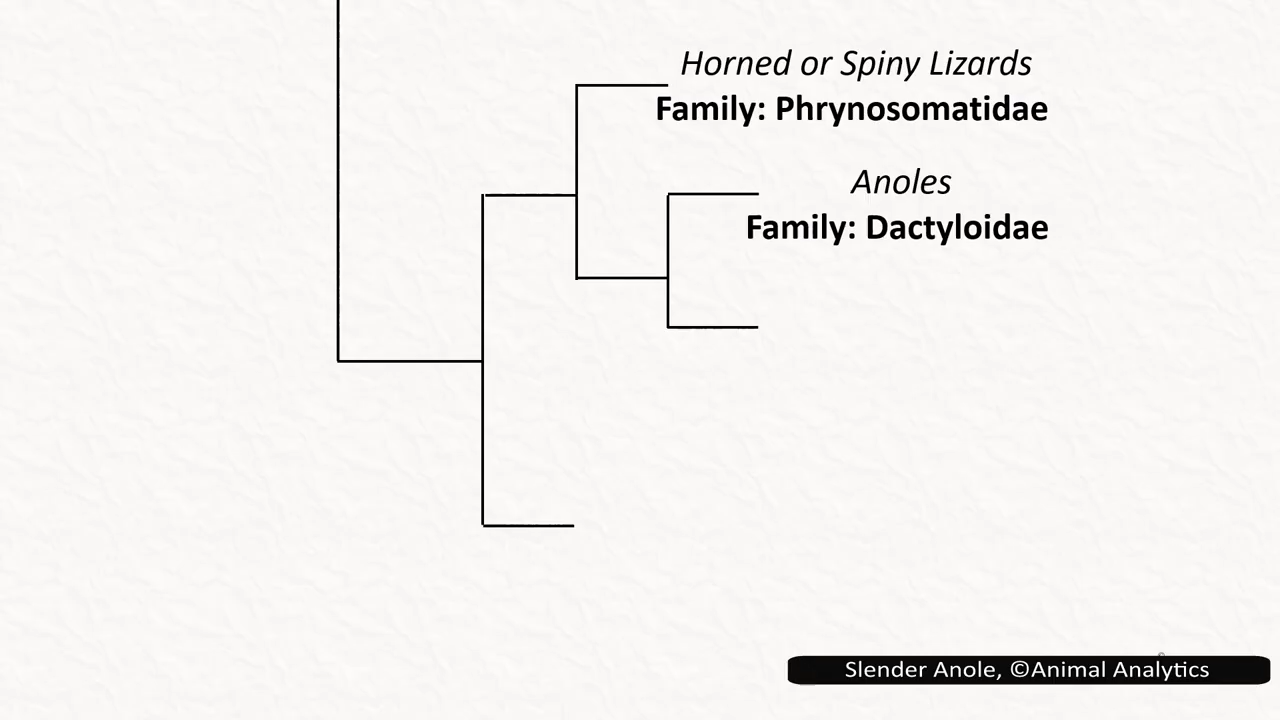 Horned or Spiny Lizards
Family: Phrynosomatidae
Anoles
Family: Dactyloidae
Slender Anole, ©Animal Analytics